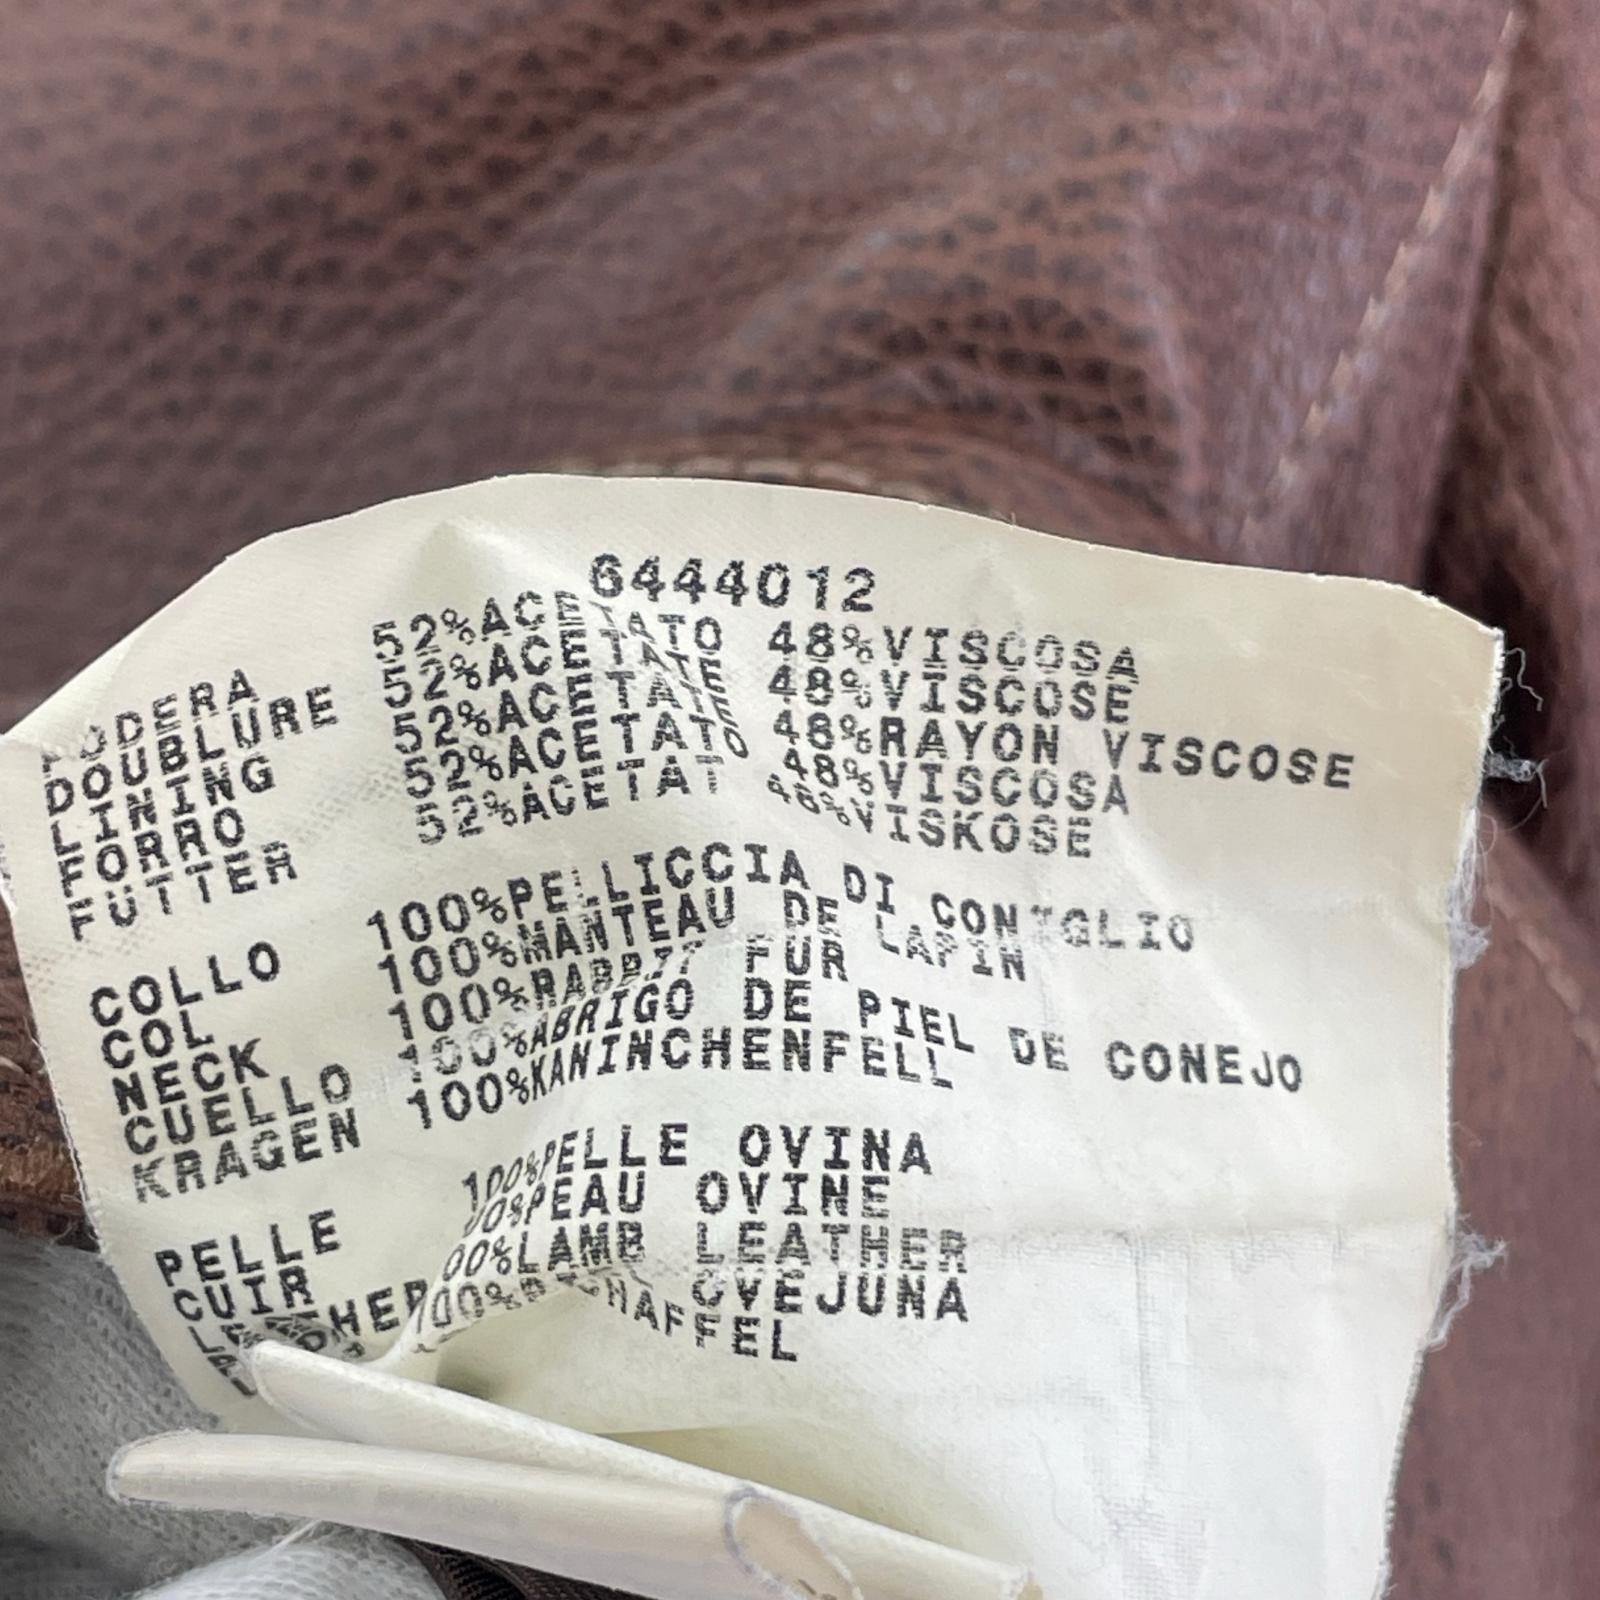 6444012
FODERA 52%ACETATO 48%VISCOSA
DOUBLURE 52%ACETATE 48%VISCOSE
LINING 52%ACETATE 48%RAYON VISCOSE
FORRO 52%ACETATO 48%VISCOSA
FUTTER 52%ACETAT 48%VISKOSE
COLLO 100%PELLICCIA DI CONIGLIO
COL 100%MANTEAU DE LAPIN
NECK 100%RABBIT FUR
CUELLO 100%ABRIGO DE PIEL DE CONEJO
KRAGEN 100%KANINCHENFELL
PELLE 100%PELLE OVINA
CUIR 100%PEAU OVINE
100%LAMB LEATHER
100% OVEJUNA